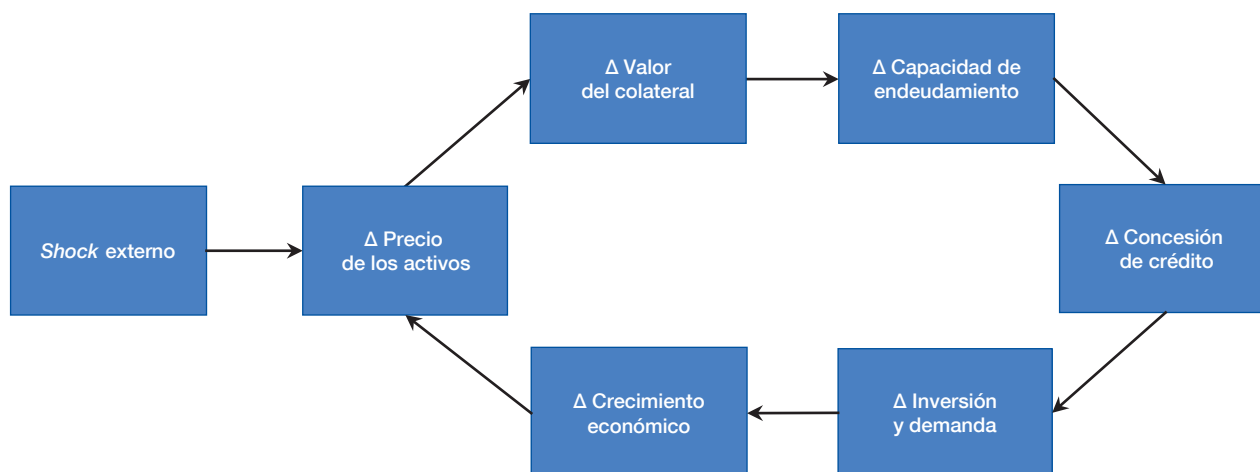 Δ Valor
del colateral
Δ Capacidad de
endeudamiento
Shock externo
Δ Precio
de los activos
Δ Concesión
de crédito
Δ Crecimiento
económico
Δ Inversión
y demanda